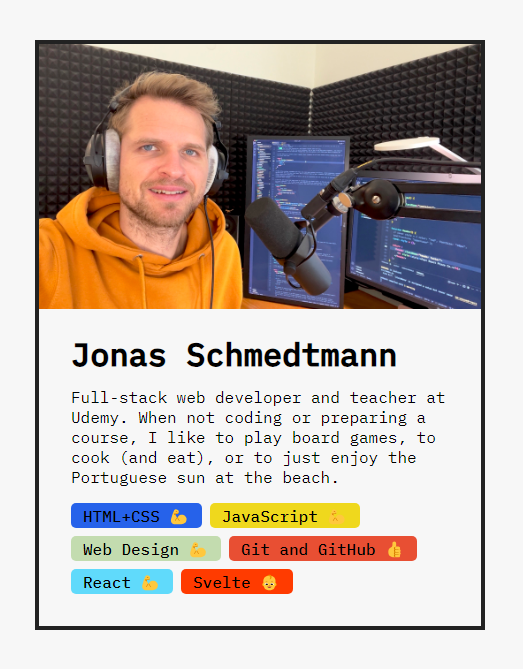 Jonas Schmedtmann
Full-stack web developer and teacher at
Udemy. When not coding or preparing a
course, I like to play board games, to
cook (and eat), or to just enjoy the
Portuguese sun at the beach.
HTML+CSS 💪 JavaScript 💪
Web Design 💪 Git and GitHub 👍
React 💪 Svelte 👶